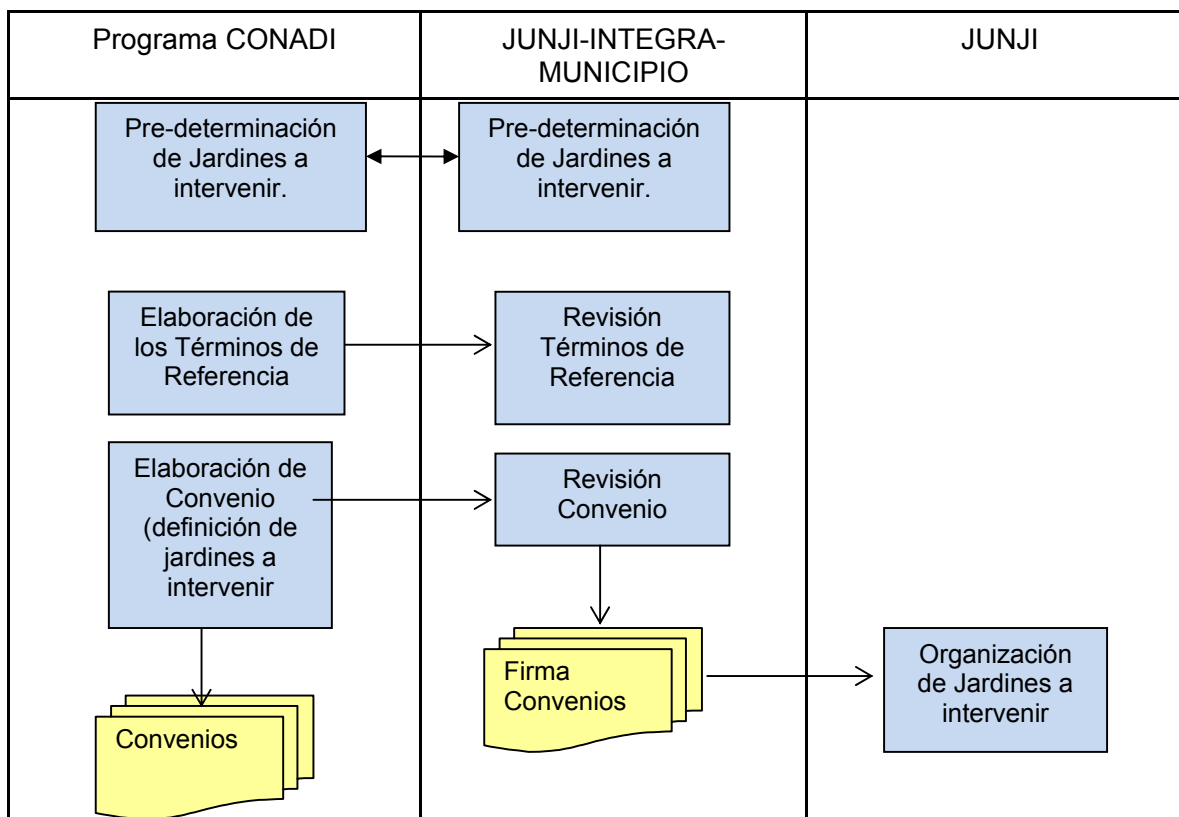 Programa CONADI
JUNJI-INTEGRA-
MUNICIPIO
JUNJI
Pre-determinación
de Jardines a
intervenir.
Pre-determinación
de Jardines a
intervenir.
Elaboración de
los Términos de
Referencia
Revisión
Términos de
Referencia
Elaboración de
Convenio
(definición de
jardines a
intervenir
Revisión
Convenio
Convenios
Firma
Convenios
Organización
de Jardines a
intervenir